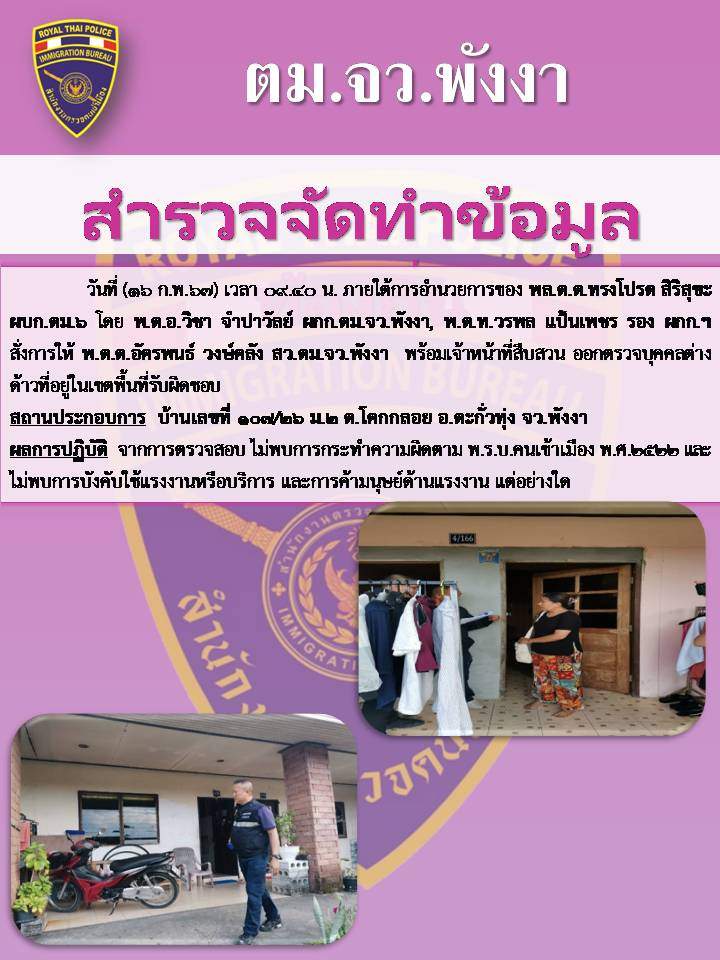 ROYAL THAI POLICE
IMMIGRATION BUREAU
สำนักงานตรวจคนเข้าเมือง
ตม.จว.พังงา
สำรวจจัดทำข้อมูล
วันที่ (๑๖ ก.พ.๖๗) เวลา ๐๙.๔๐ น. ภายใต้การอำนวยการของ พล.ต.ต.ทรงโปรด สิริสุขะ
ผบก.ตม.๖ โดย พ.ต.อ.วิชา จำปาวัลย์ ผกก.ตม.จว.พังงา, พ.ต.ท.วรพล แป้นเพชร รอง ผกก.ฯ
สั่งการให้ พ.ต.ต.อัครพนธ์ วงษ์คลัง สว.ตม.จว.พังงา พร้อมเจ้าหน้าที่สืบสวน ออกตรวจบุคคลต่าง
ด้าวที่อยู่ในเขตพื้นที่รับผิดชอบ
สถานประกอบการ บ้านเลขที่ ๑๐๗/๒๖ ม.๒ ต.โคกกลอย อ.ตะกั่วทุ่ง จว.พังงา
ผลการปฏิบัติ จากการตรวจสอบ ไม่พบการกระทำความผิดตาม พ.ร.บ.คนเข้าเมือง พ.ศ.๒๕๒๒ และ
ไม่พบการบังคับใช้แรงงานหรือบริการ และการค้ามนุษย์ด้านแรงงาน แต่อย่างใด
4/166